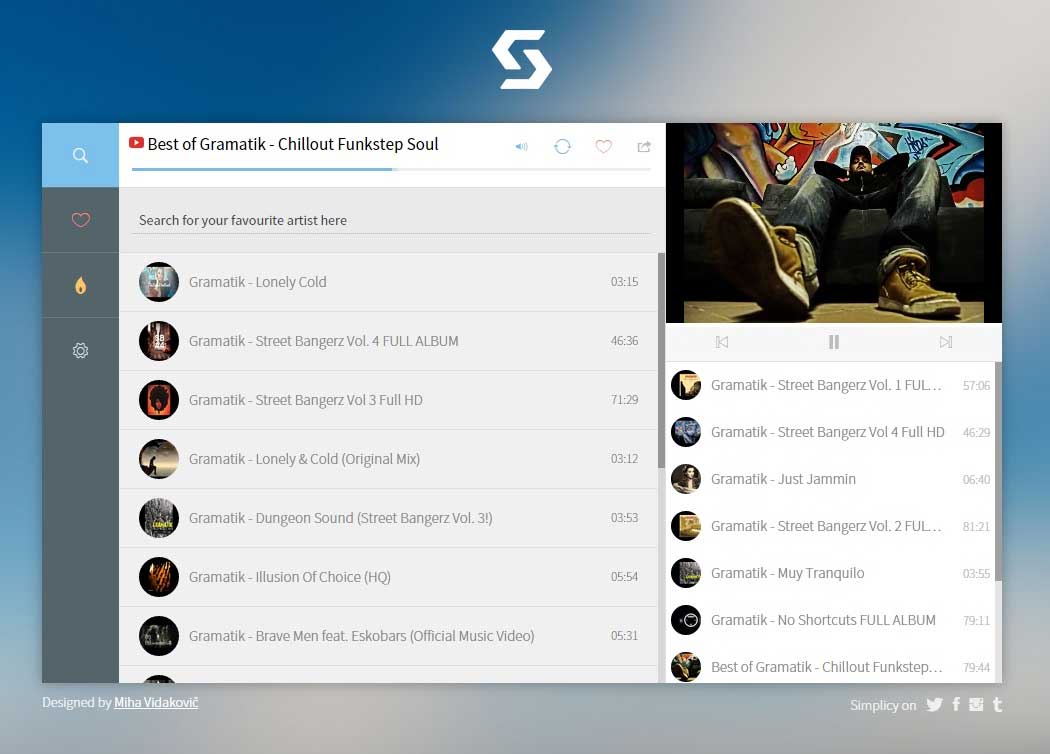 Best of Gramatik - Chillout Funkstep Soul
Search for your favourite artist here
Gramatik - Lonely Cold 03:15
Gramatik - Street Bangerz Vol. 4 FULL ALBUM 46:36
Gramatik - Street Bangerz Vol 3 Full HD 71:29
Gramatik - Lonely & Cold (Original Mix) 03:12
Gramatik - Dungeon Sound (Street Bangerz Vol. 3!) 03:53
Gramatik - Illusion Of Choice (HQ) 05:54
Gramatik - Brave Men feat. Eskobars (Official Music Video) 05:31
Gramatik - Street Bangerz Vol. 1 FUL... 57:06
Gramatik - Street Bangerz Vol 4 Full HD 46:29
Gramatik - Just Jammin 06:40
Gramatik - Street Bangerz Vol. 2 FUL... 81:21
Gramatik - Muy Tranquilo 03:55
Gramatik - No Shortcuts FULL ALBUM 79:11
Best of Gramatik - Chillout Funkstep... 79:44
Designed by Miha Vidakovič
Simplicy on